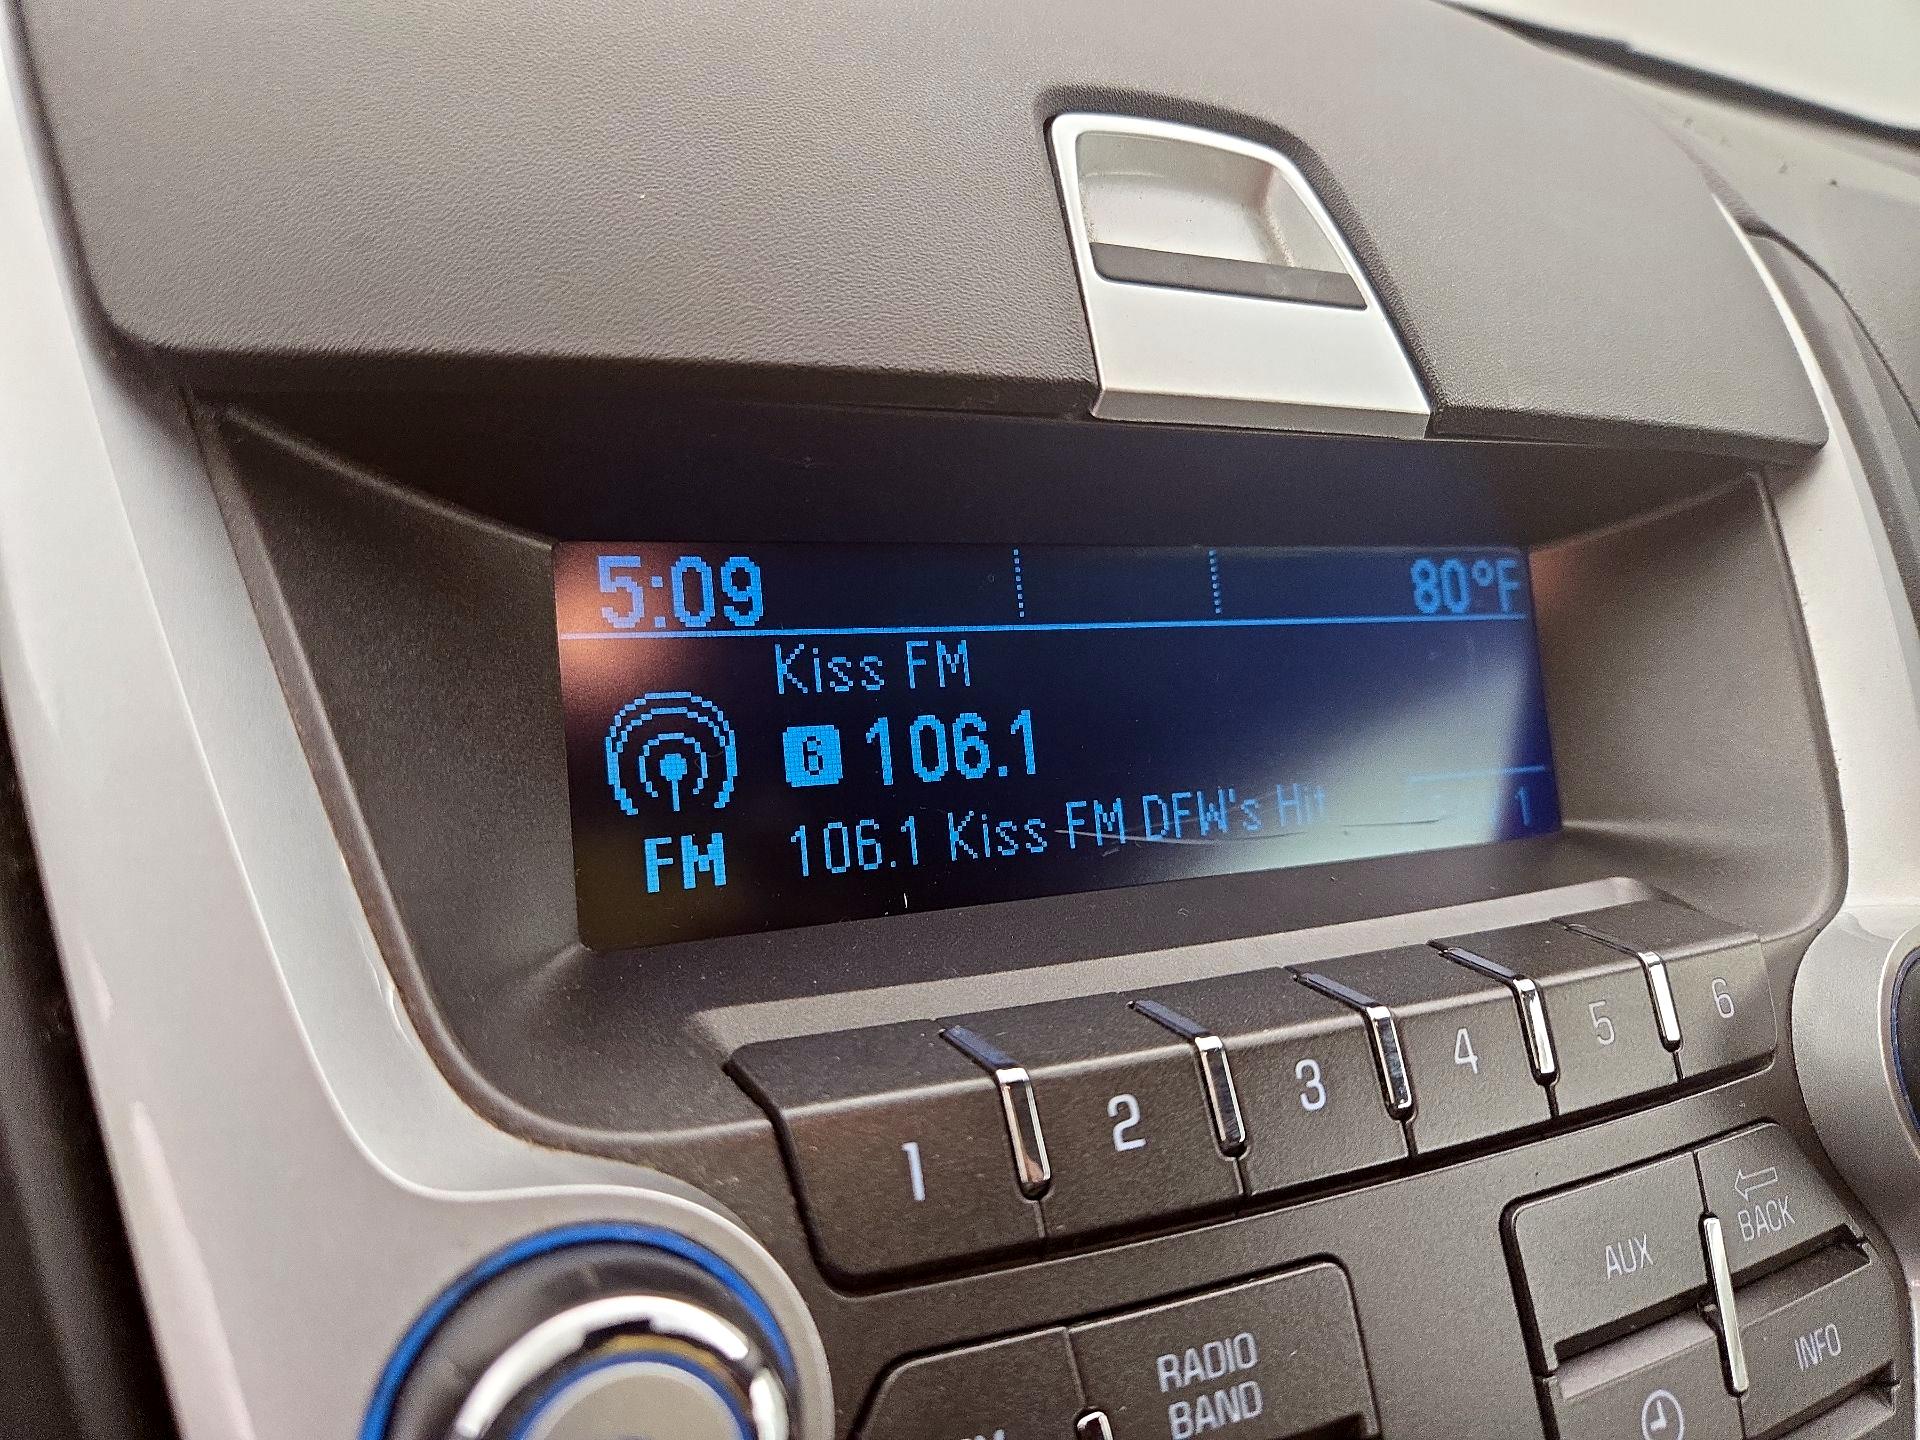 5:09 80°F
Kiss FM
6 106.1
FM 106.1 Kiss FM DFW's Hit 1
1 2 3 4 5 6
AUX BACK
RADIO BAND
INFO